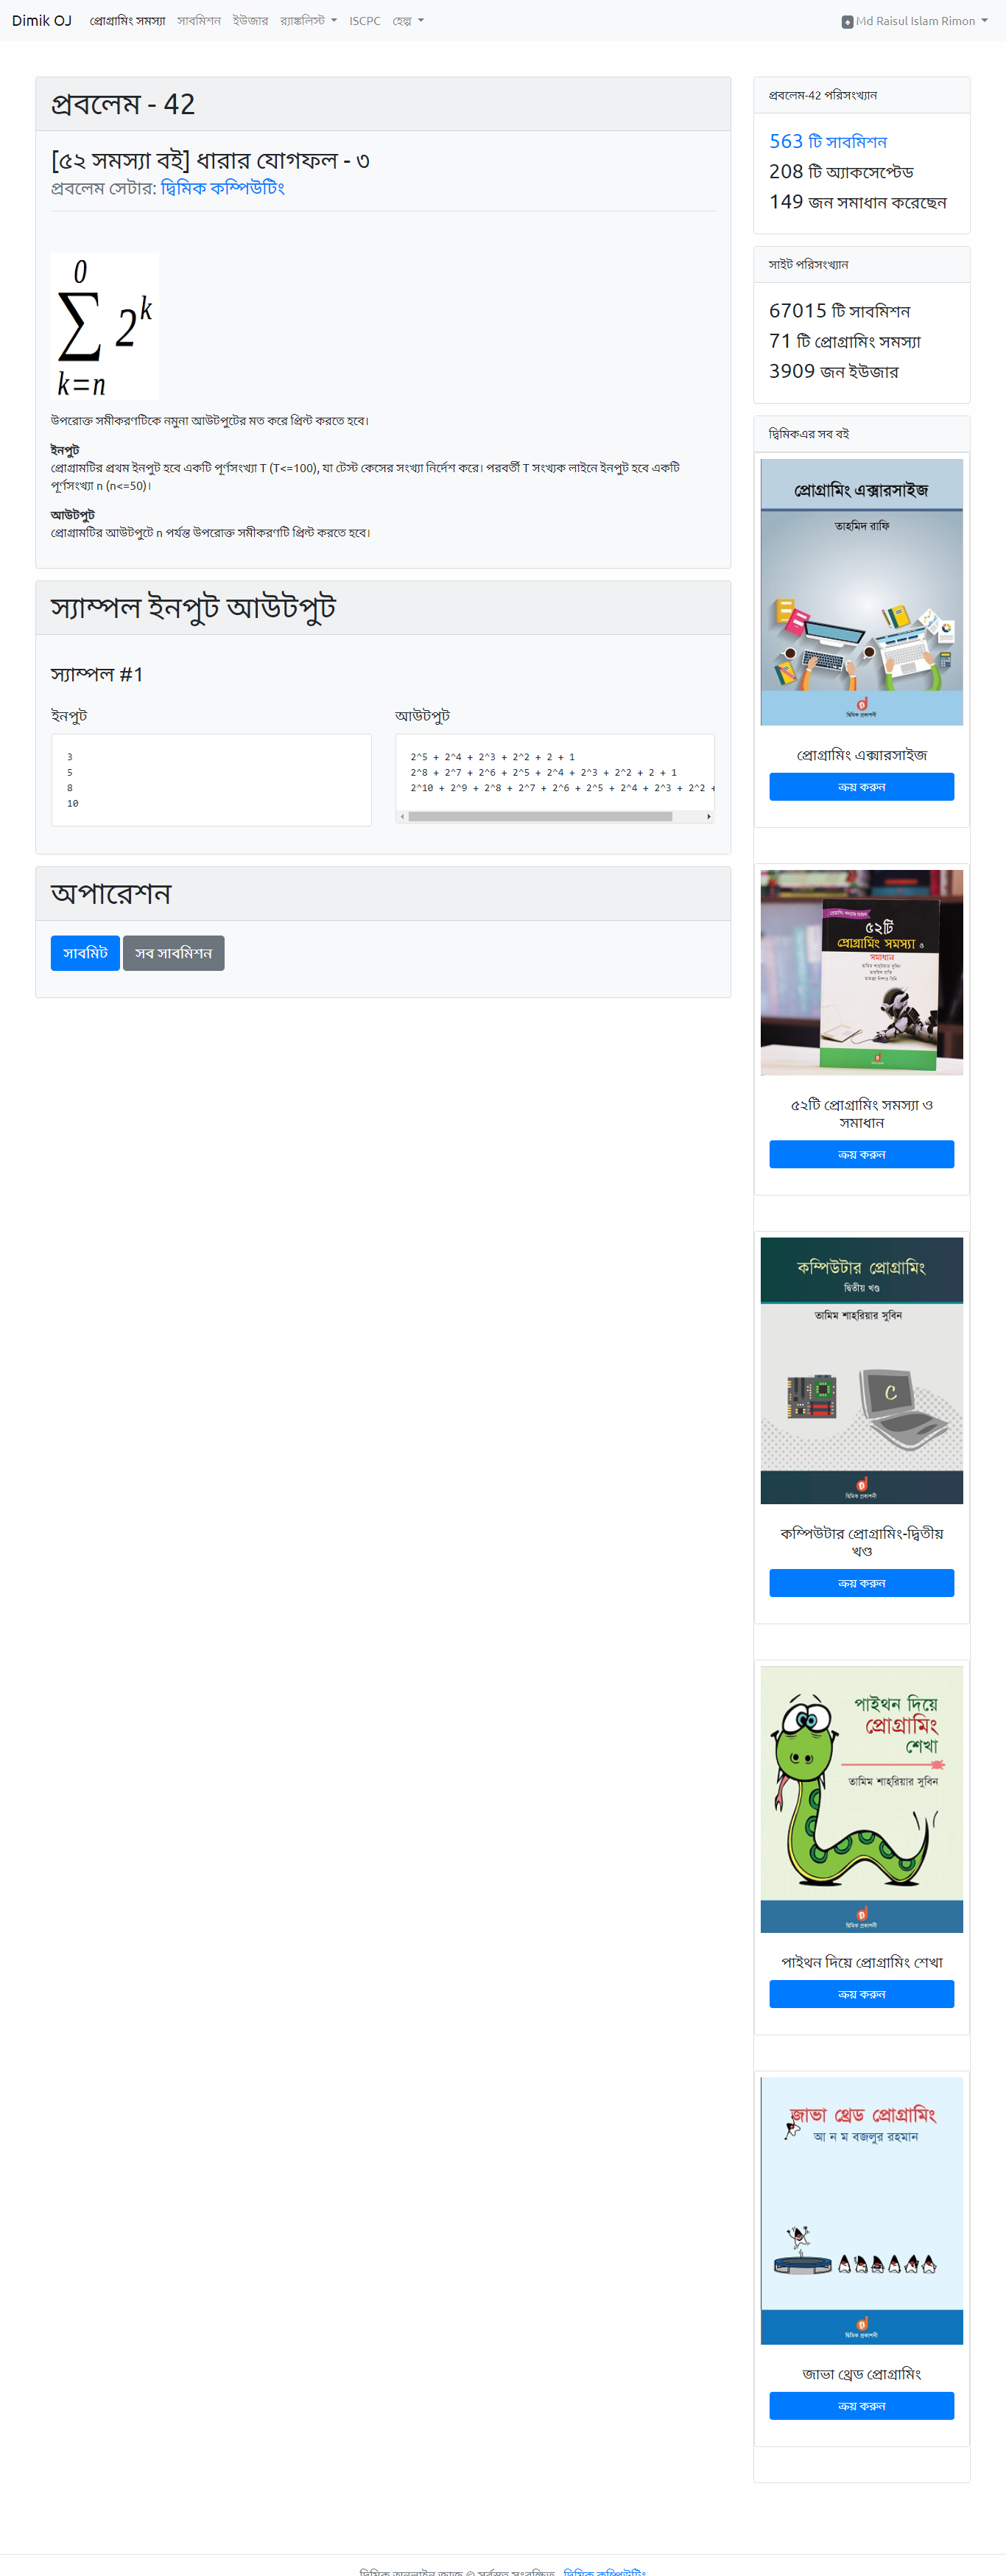 Dimik OJ প্রোগ্রামিং সমস্যা সাবমিশন ইউজার র‍্যাঙ্কলিস্ট ISCPC হেল্প Md Raisul Islam Rimon
প্রবলেম - 42
[৫২ সমস্যা বই] ধারার যোগফল - ৩
প্রবলেম সেটার: দ্বিমিক কম্পিউটিং
0
∑ 2^k
k=n
উপরোক্ত সমীকরণটিকে নমুনা আউটপুটের মত করে প্রিন্ট করতে হবে।
ইনপুট
প্রোগ্রামটির প্রথম ইনপুট হবে একটি পূর্ণসংখ্যা T (T<=100), যা টেস্ট কেসের সংখ্যা নির্দেশ করে। পরবর্তী T সংখ্যক লাইনে ইনপুট হবে একটি
পূর্ণসংখ্যা n (n<=50)।
আউটপুট
প্রোগ্রামটির আউটপুটে n পর্যন্ত উপরোক্ত সমীকরণটি প্রিন্ট করতে হবে।
স্যাম্পল ইনপুট আউটপুট
স্যাম্পল #1
ইনপুট
3
5
8
10
আউটপুট
2^5 + 2^4 + 2^3 + 2^2 + 2 + 1
2^8 + 2^7 + 2^6 + 2^5 + 2^4 + 2^3 + 2^2 + 2 + 1
2^10 + 2^9 + 2^8 + 2^7 + 2^6 + 2^5 + 2^4 + 2^3 + 2^2 +
অপারেশন
সাবমিট সব সাবমিশন
প্রবলেম-42 পরিসংখ্যান
563 টি সাবমিশন
208 টি অ্যাকসেপ্টেড
149 জন সমাধান করেছেন
সাইট পরিসংখ্যান
67015 টি সাবমিশন
71 টি প্রোগ্রামিং সমস্যা
3909 জন ইউজার
দ্বিমিকএর সব বই
প্রোগ্রামিং এক্সারসাইজ
তাহমিদ রাফি
দ্বিমিক প্রকাশনী
প্রোগ্রামিং এক্সারসাইজ
ক্রয় করুন
৫২টি
প্রোগ্রামিং সমস্যা ও
সমাধান
৫২টি প্রোগ্রামিং সমস্যা ও
সমাধান
ক্রয় করুন
কম্পিউটার প্রোগ্রামিং
দ্বিতীয় খণ্ড
তামিম শাহ্‌রিয়ার সুবিন
C
দ্বিমিক প্রকাশনী
কম্পিউটার প্রোগ্রামিং-দ্বিতীয়
খণ্ড
ক্রয় করুন
পাইথন দিয়ে
প্রোগ্রামিং
শেখা
তামিম শাহ্‌রিয়ার সুবিন
দ্বিমিক প্রকাশনী
পাইথন দিয়ে প্রোগ্রামিং শেখা
ক্রয় করুন
জাভা থ্রেড প্রোগ্রামিং
আ ন ম বজলুর রহমান
দ্বিমিক প্রকাশনী
জাভা থ্রেড প্রোগ্রামিং
ক্রয় করুন
দ্বিমিক অনলাইন জাজ © সর্বস্বত্ব সংরক্ষিত দ্বিমিক কম্পিউটিং